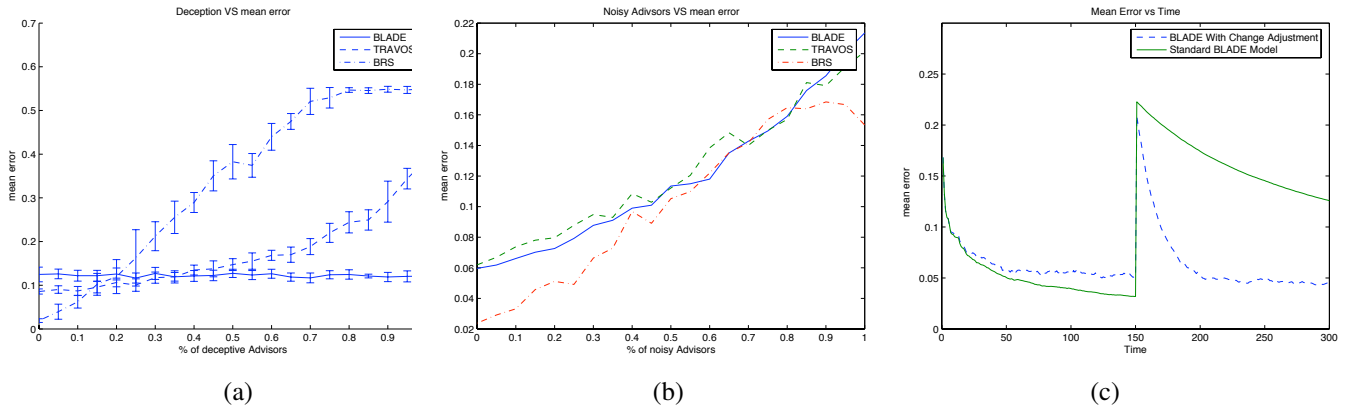 Deception VS mean error
0.7
0.6
0.5
0.4
0.3
0.2
0.1
0
mean error
BLADE
TRAVOS
BRS
0 0.1 0.2 0.3 0.4 0.5 0.6 0.7 0.8 0.9
% of deceptive Advisors
(a)
Noisy Adivsors VS mean error
0.22
0.2
0.18
0.16
0.14
0.12
0.1
0.08
0.06
0.04
0.02
mean error
BLADE
TRAVOS
BRS
0 0.1 0.2 0.3 0.4 0.5 0.6 0.7 0.8 0.9 1
% of noisy Advisors
(b)
Mean Error vs Time
0.25
0.2
0.15
0.1
0.05
0
mean error
BLADE With Change Adjustment
Standard BLADE Model
0 50 100 150 200 250 300
Time
(c)